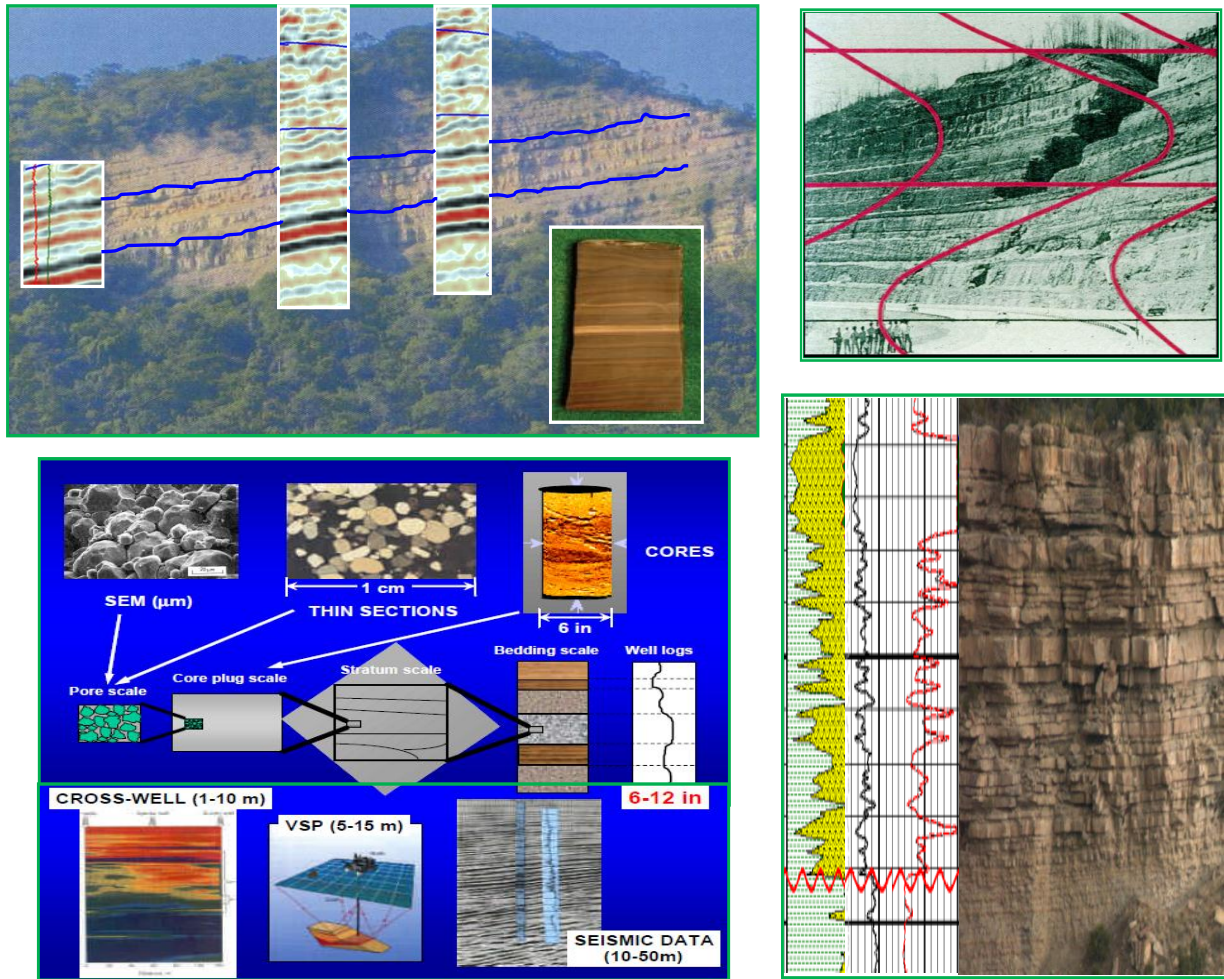 CORES
1 cm
SEM (µm)
THIN SECTIONS
6 in
Bedding scale
Well logs
Stratum scale
Core plug scale
Pore scale
CROSS-WELL (1-10 m)
6-12 in
VSP (5-15 m)
SEISMIC DATA
(10-50m)